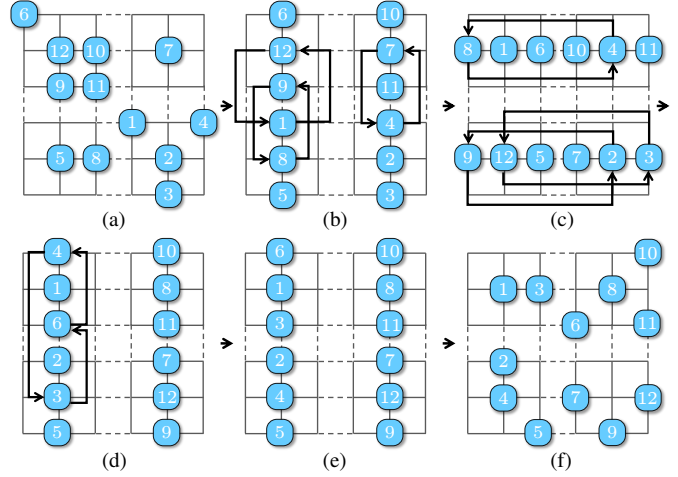 6
12 10 7
9 11
1 4
5 8 2
3
(a)
6 10
12 7
9 11
1 4
8 2
5 3
(b)
8 1 6 10 4 11
9 12 5 7 2 3
(c)
4 10
1 8
6 11
2 7
3 12
5 9
(d)
6 10
1 8
3 11
2 7
4 12
5 9
(e)
10
1 3 8
6 11
2
4 7 12
5 9
(f)